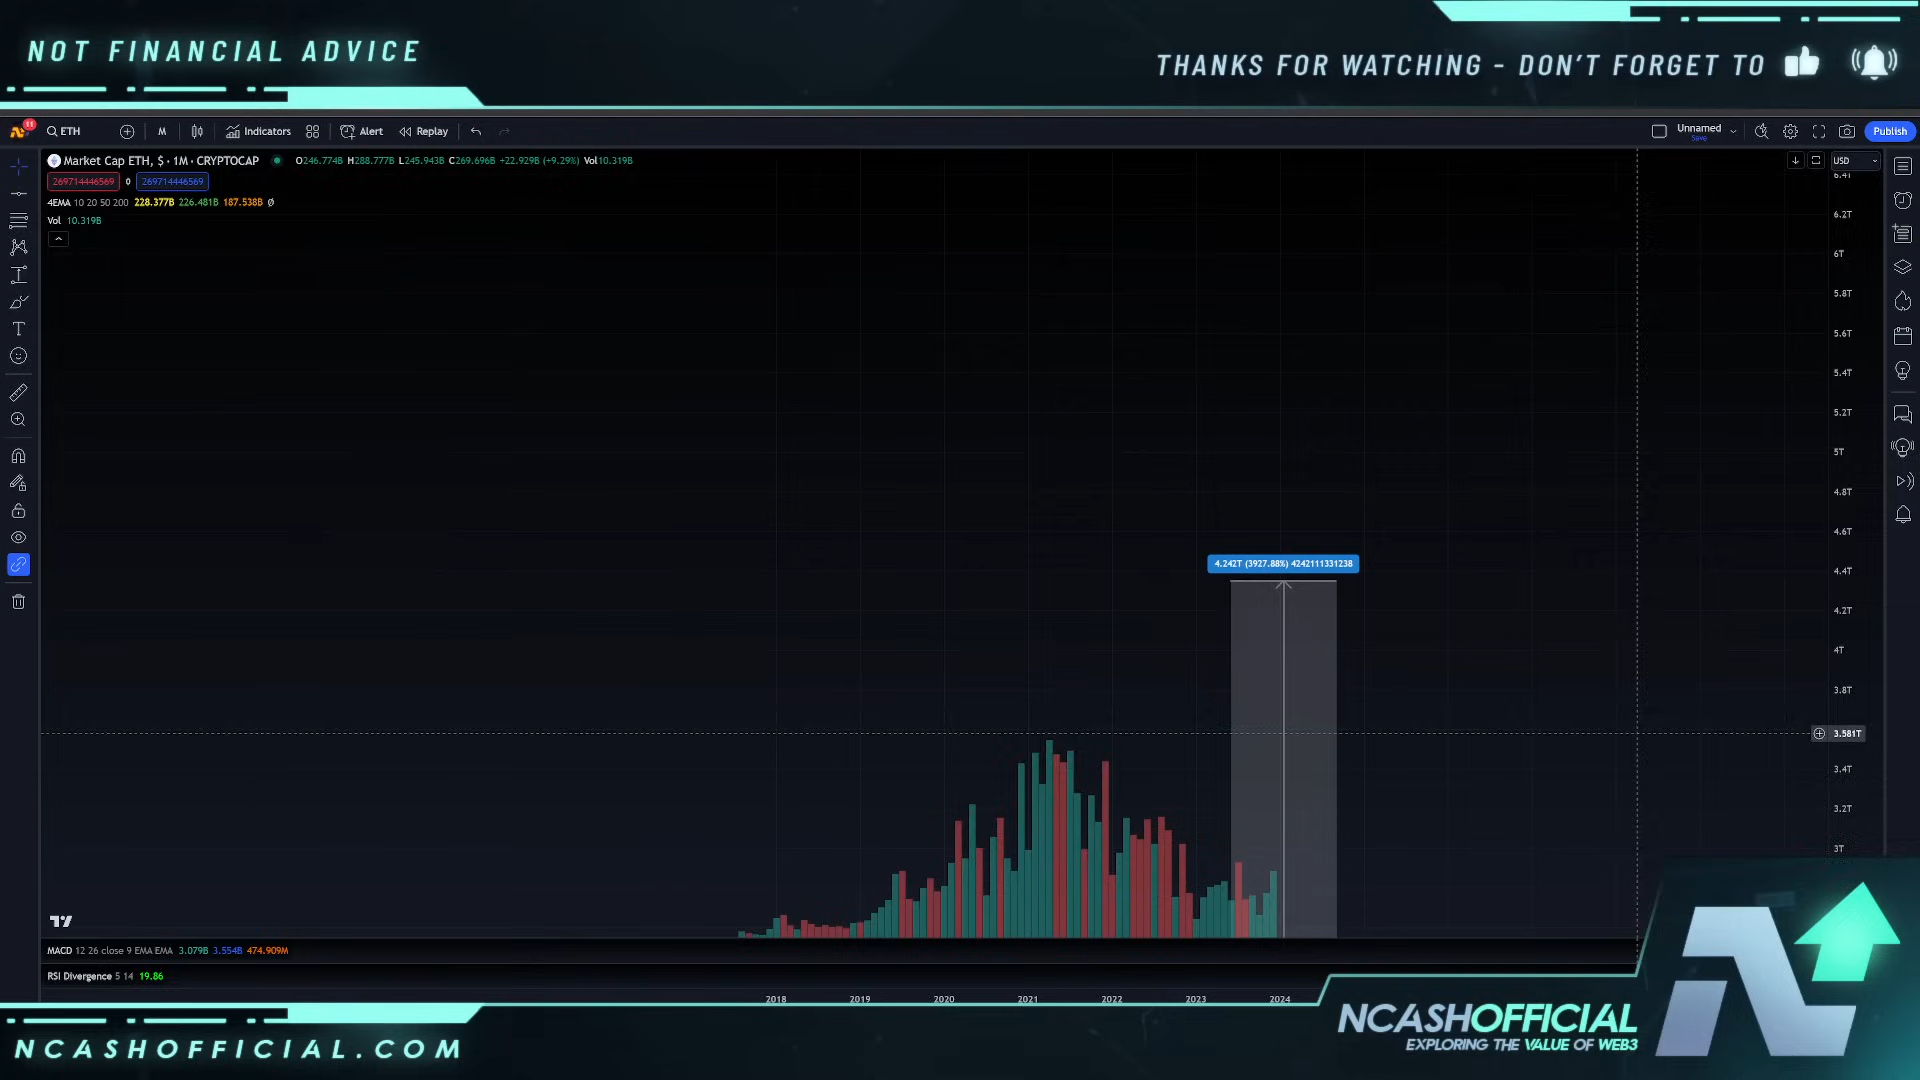 NOT FINANCIAL ADVICE
THANKS FOR WATCHING - DON'T FORGET TO
11
ETH
M
Indicators
Alert
Replay
Unnamed
Save
Publish
Market Cap ETH, $ · 1M · CRYPTOCAP
O246.774B H288.777B L245.943B C269.696B +22.929B (+9.29%) Vol10.319B
USD
269714446569 0 269714446569
4EMA 10 20 50 200 228.377B 226.481B 187.538B Ø
Vol 10.319B
6.4T
6.2T
6T
5.8T
5.6T
5.4T
5.2T
5T
4.8T
4.6T
4.242T (3927.88%) 4242111331238
4.4T
4.2T
4T
3.8T
3.581T
3.4T
3.2T
3T
MACD 12 26 close 9 EMA EMA 3.079B 3.554B 474.909M
RSI Divergence 5 14 19.86
2018 2019 2020 2021 2022 2023 2024
NCASHOFFICIAL
EXPLORING THE VALUE OF WEB3
NCASHOFFICIAL.COM